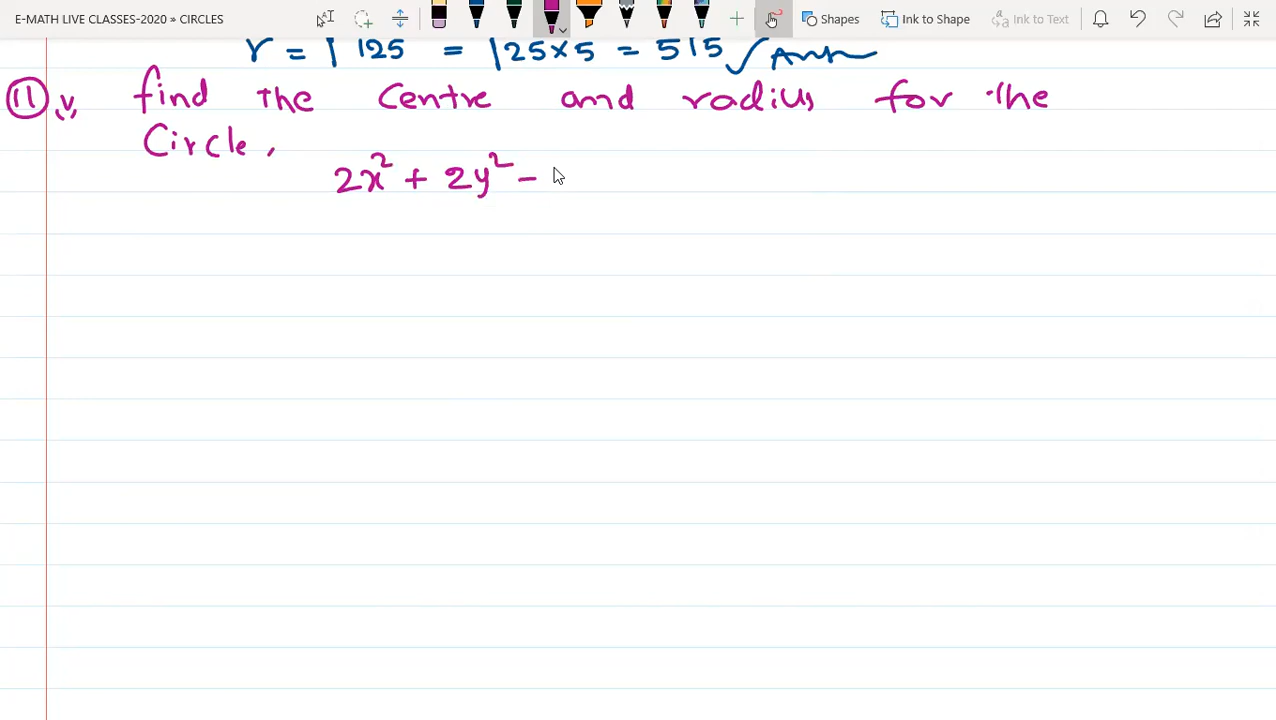 E-MATH LIVE CLASSES-2020 » CIRCLES Shapes Ink to Shape Ink to Text
r = √125 = √25×5 = 5√5 Ans
11 v, find the Centre and radius for the
Circle,
2x² + 2y² –